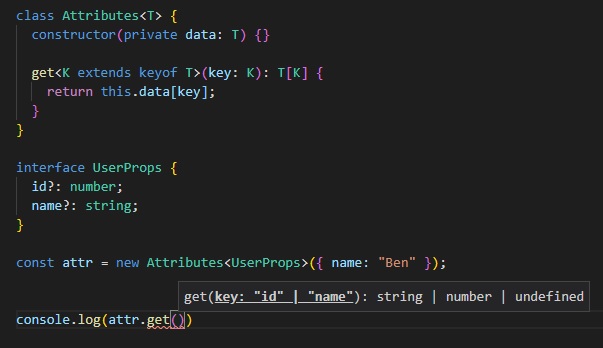 class Attributes<T> {
  constructor(private data: T) {}

  get<K extends keyof T>(key: K): T[K] {
    return this.data[key];
  }
}

interface UserProps {
  id?: number;
  name?: string;
}

const attr = new Attributes<UserProps>({ name: "Ben" });

get(key: "id" | "name"): string | number | undefined
console.log(attr.get())